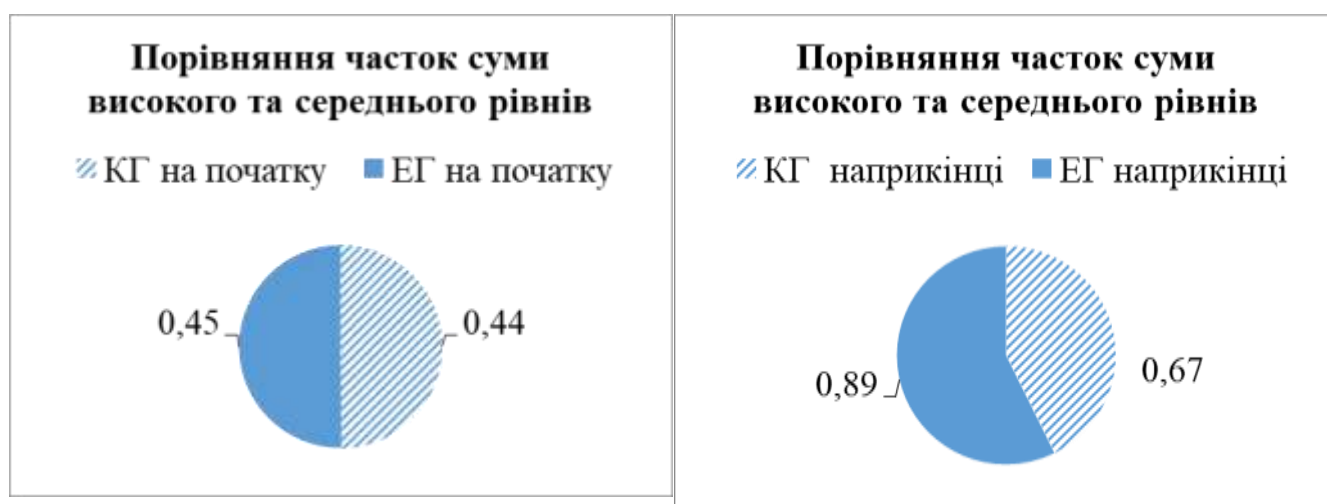 Порівняння часток суми
високого та середнього рівнів
КГ на початку ЕГ на початку
0,45 0,44
Порівняння часток суми
високого та середнього рівнів
КГ наприкінці ЕГ наприкінці
0,89 0,67